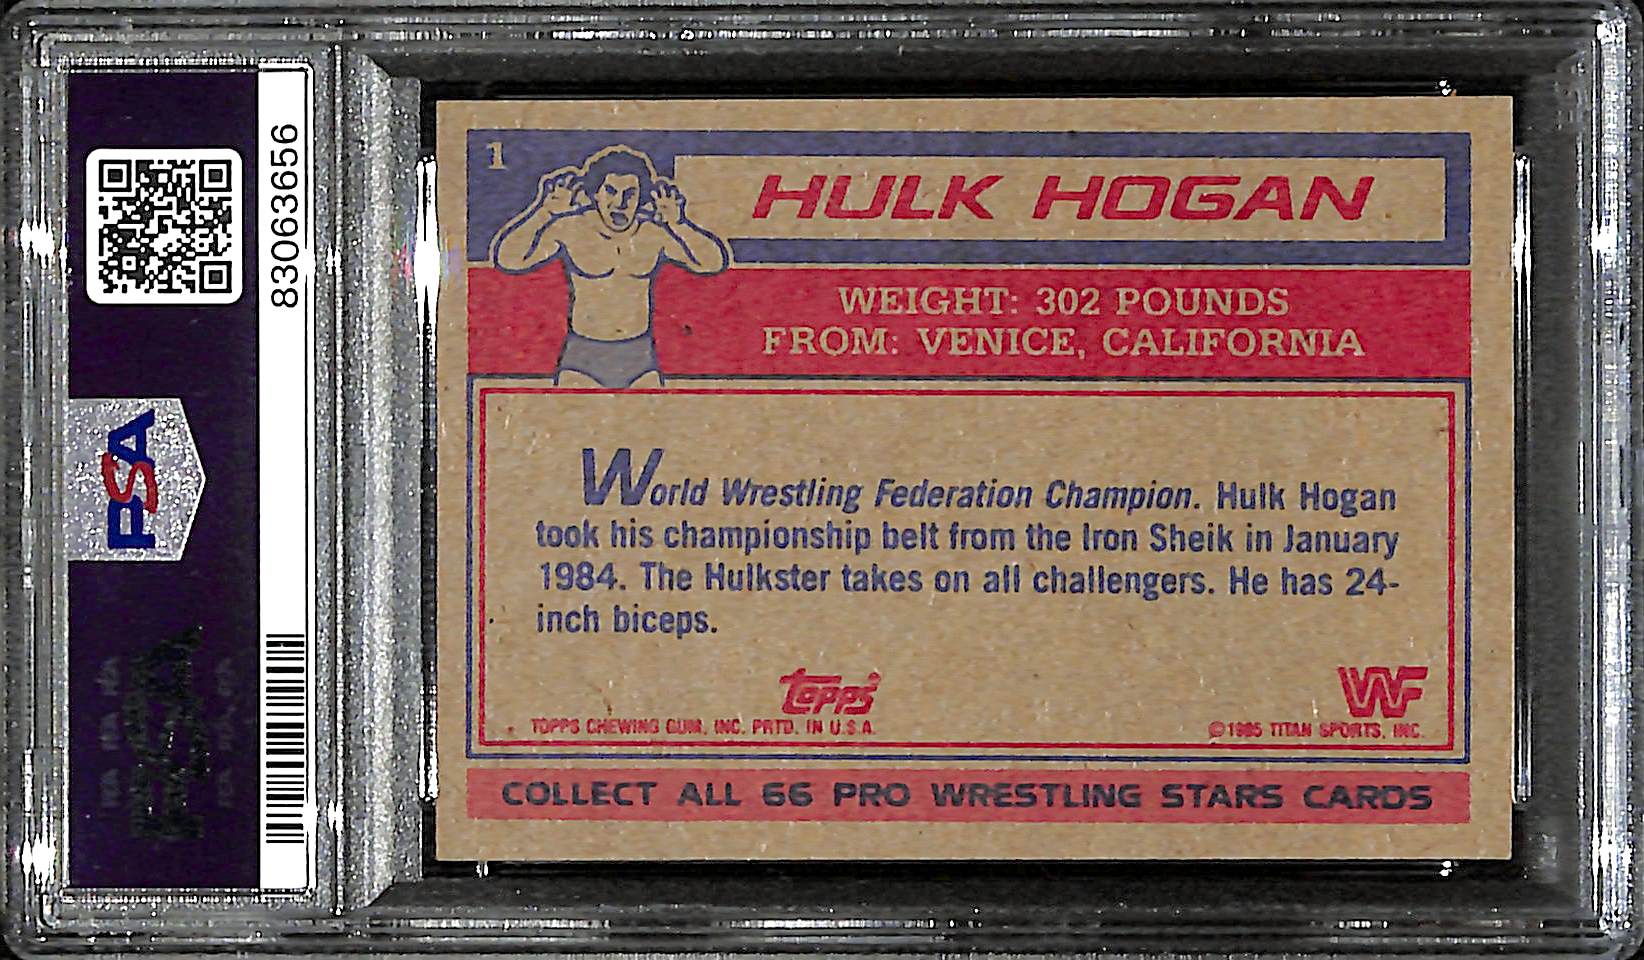 83063656
PSA
1
HULK HOGAN
WEIGHT: 302 POUNDS
FROM: VENICE, CALIFORNIA
World Wrestling Federation Champion. Hulk Hogan
took his championship belt from the Iron Sheik in January
1984. The Hulkster takes on all challengers. He has 24-
inch biceps.
Topps
WF
TOPPS CHEWING GUM, INC. PRTD. IN U.S.A.
©1985 TITAN SPORTS, INC.
COLLECT ALL 66 PRO WRESTLING STARS CARDS